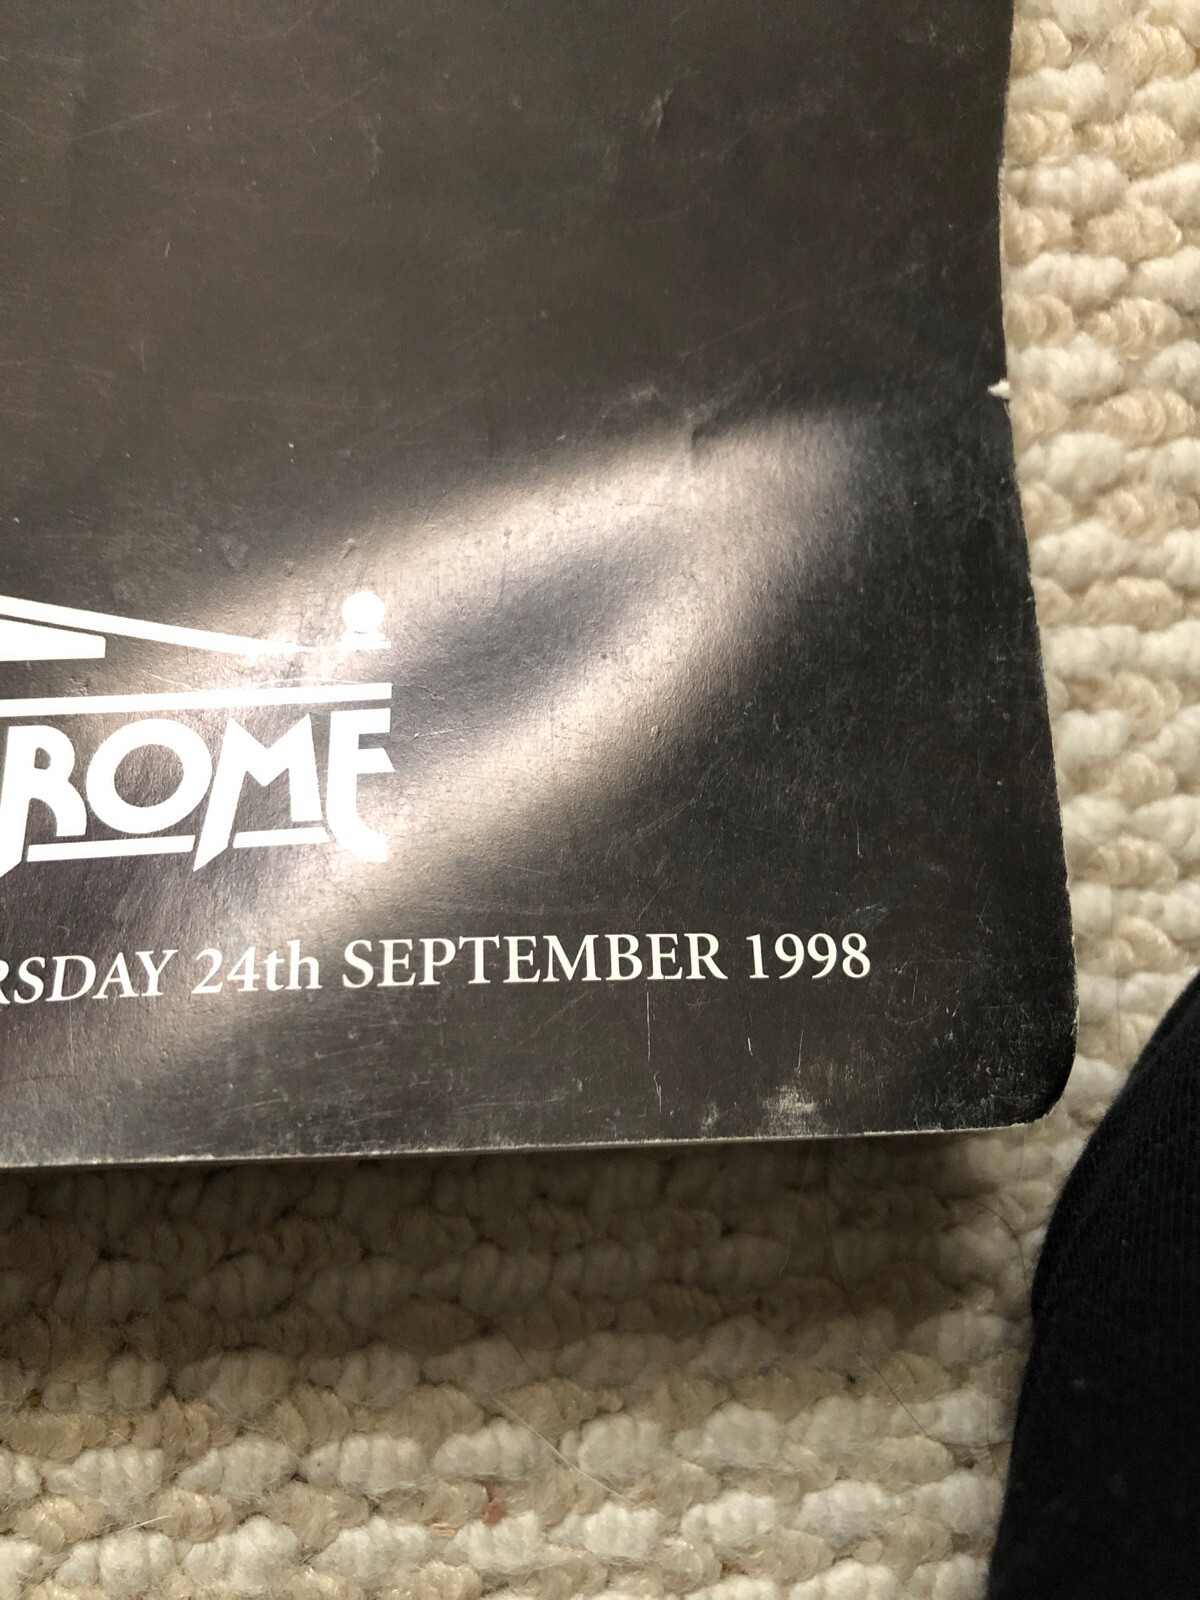 ROME
RSDAY 24th SEPTEMBER 1998